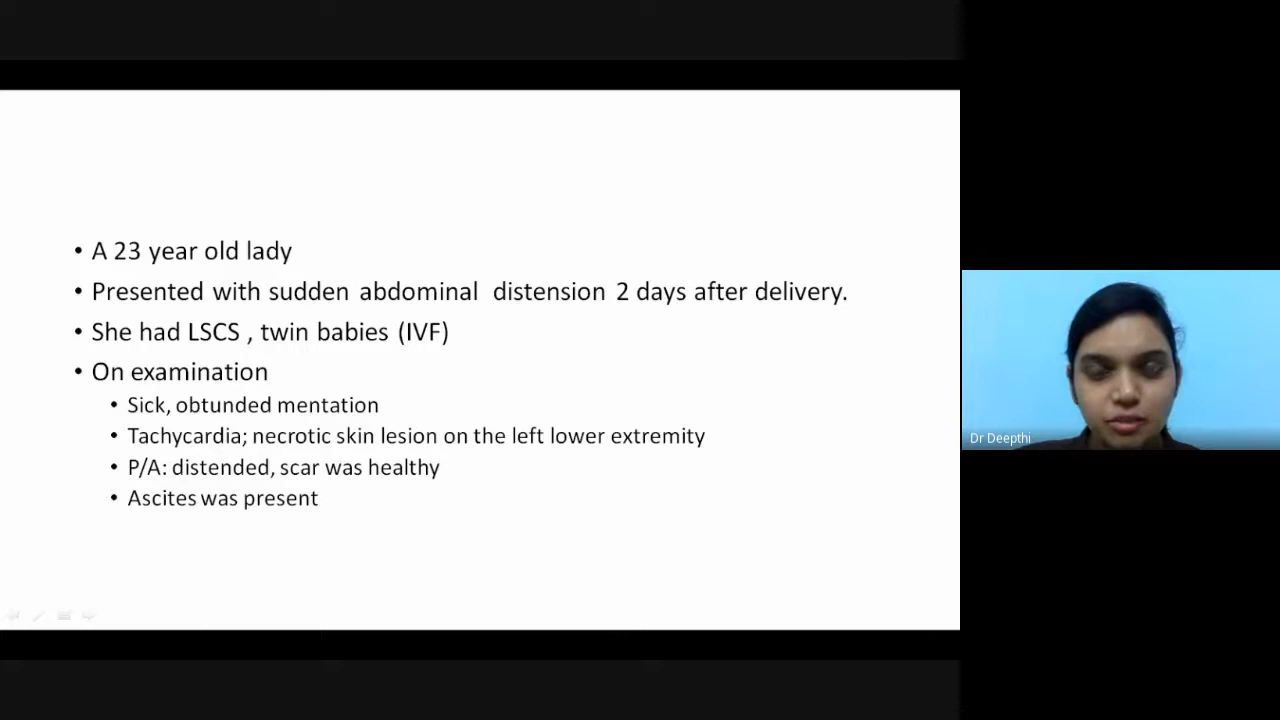 • A 23 year old lady
• Presented with sudden abdominal distension 2 days after delivery.
• She had LSCS , twin babies (IVF)
• On examination
• Sick, obtunded mentation
• Tachycardia; necrotic skin lesion on the left lower extremity
• P/A: distended, scar was healthy
• Ascites was present
Dr Deepthi